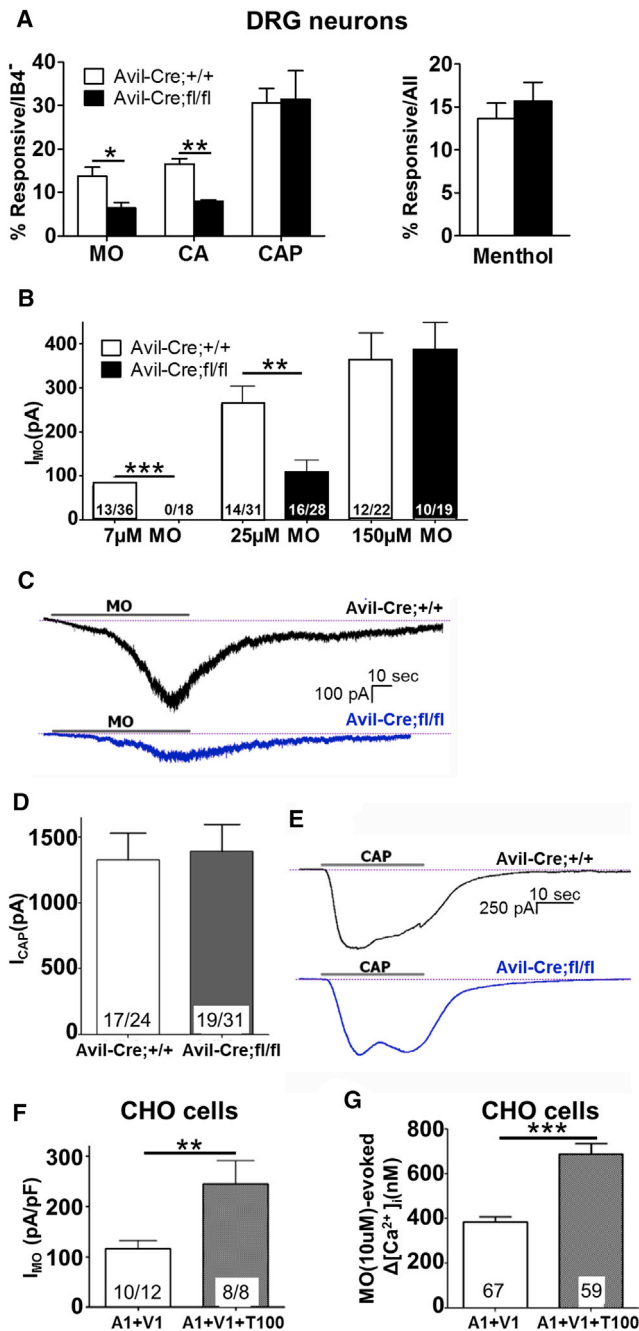 A
DRG neurons
% Responsive/IB4-
40
30
20
10
0
Avil-Cre;+/+
Avil-Cre;fl/fl
*
**
MO CA CAP
% Responsive/All
20
15
10
5
0
Menthol
B
IMO(pA)
400
300
200
100
0
Avil-Cre;+/+
Avil-Cre;fl/fl
***
**
13/36 0/18 14/31 16/28 12/22 10/19
7µM MO 25µM MO 150µM MO
C
MO
Avil-Cre;+/+
10 sec
100 pA
MO
Avil-Cre;fl/fl
D
ICAP(pA)
1500
1000
500
0
17/24 19/31
Avil-Cre;+/+ Avil-Cre;fl/fl
E
CAP
Avil-Cre;+/+
10 sec
250 pA
CAP
Avil-Cre;fl/fl
F
CHO cells
IMO (pA/pF)
300
200
100
0
**
10/12 8/8
A1+V1 A1+V1+T100
G
CHO cells
MO(10uM)-evoked
Δ[Ca2+]i(nM)
800
600
400
200
0
***
67 59
A1+V1 A1+V1+T100